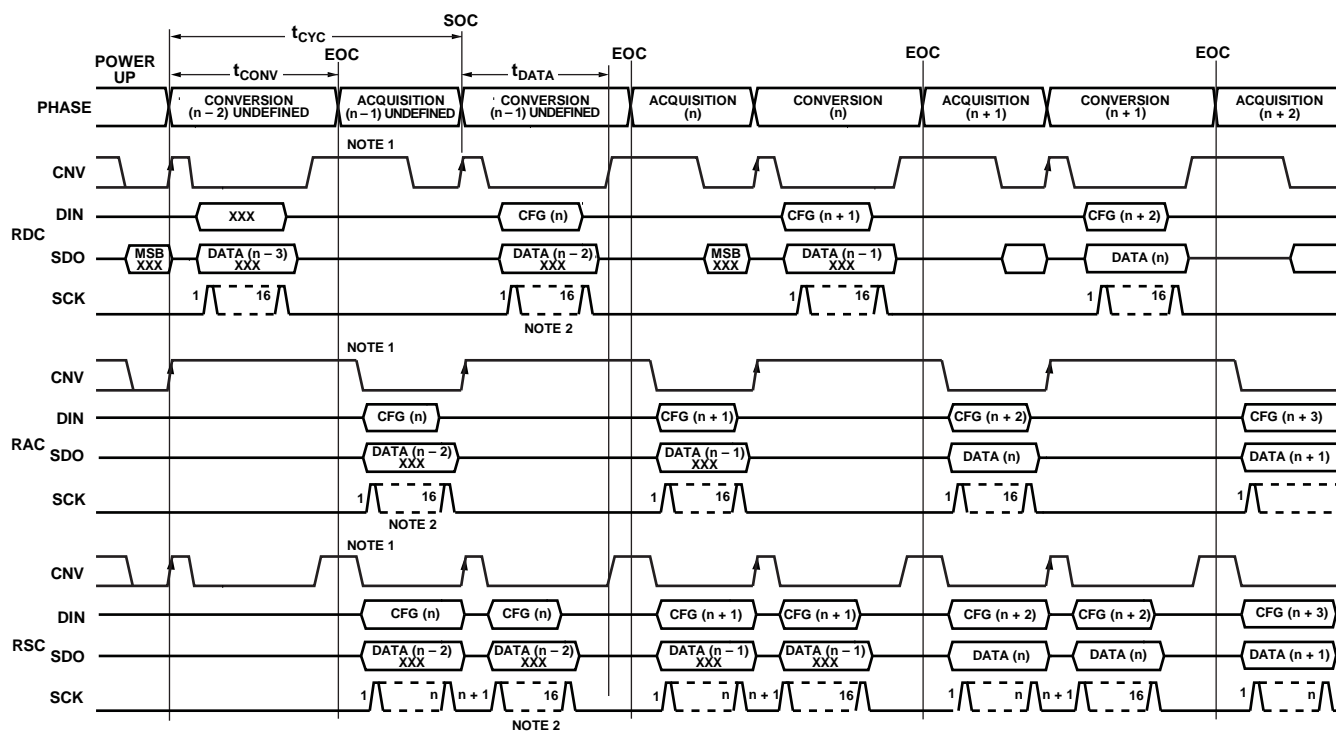 SOC
tCYC
POWER UP
EOC
EOC
EOC
EOC
tCONV
tDATA
PHASE
CONVERSION (n – 2) UNDEFINED
ACQUISITION (n – 1) UNDEFINED
CONVERSION (n – 1) UNDEFINED
ACQUISITION (n)
CONVERSION (n)
ACQUISITION (n + 1)
CONVERSION (n + 1)
ACQUISITION (n + 2)
NOTE 1
CNV
DIN
XXX
CFG (n)
CFG (n + 1)
CFG (n + 2)
RDC
SDO
MSB XXX
DATA (n – 3) XXX
DATA (n – 2) XXX
MSB XXX
DATA (n – 1) XXX
DATA (n)
SCK
1 16
1 16
1 16
1 16
NOTE 2
NOTE 1
CNV
DIN
CFG (n)
CFG (n + 1)
CFG (n + 2)
CFG (n + 3)
RAC
SDO
DATA (n – 2) XXX
DATA (n – 1) XXX
DATA (n)
DATA (n + 1)
SCK
1 16
1 16
1 16
1
NOTE 2
NOTE 1
CNV
DIN
CFG (n)
CFG (n)
CFG (n + 1)
CFG (n + 1)
CFG (n + 2)
CFG (n + 2)
CFG (n + 3)
RSC
SDO
DATA (n – 2) XXX
DATA (n – 2) XXX
DATA (n – 1) XXX
DATA (n – 1) XXX
DATA (n)
DATA (n)
DATA (n + 1)
SCK
1 n n + 1 16
1 n n + 1 16
1 n n + 1 16
1 n
NOTE 2